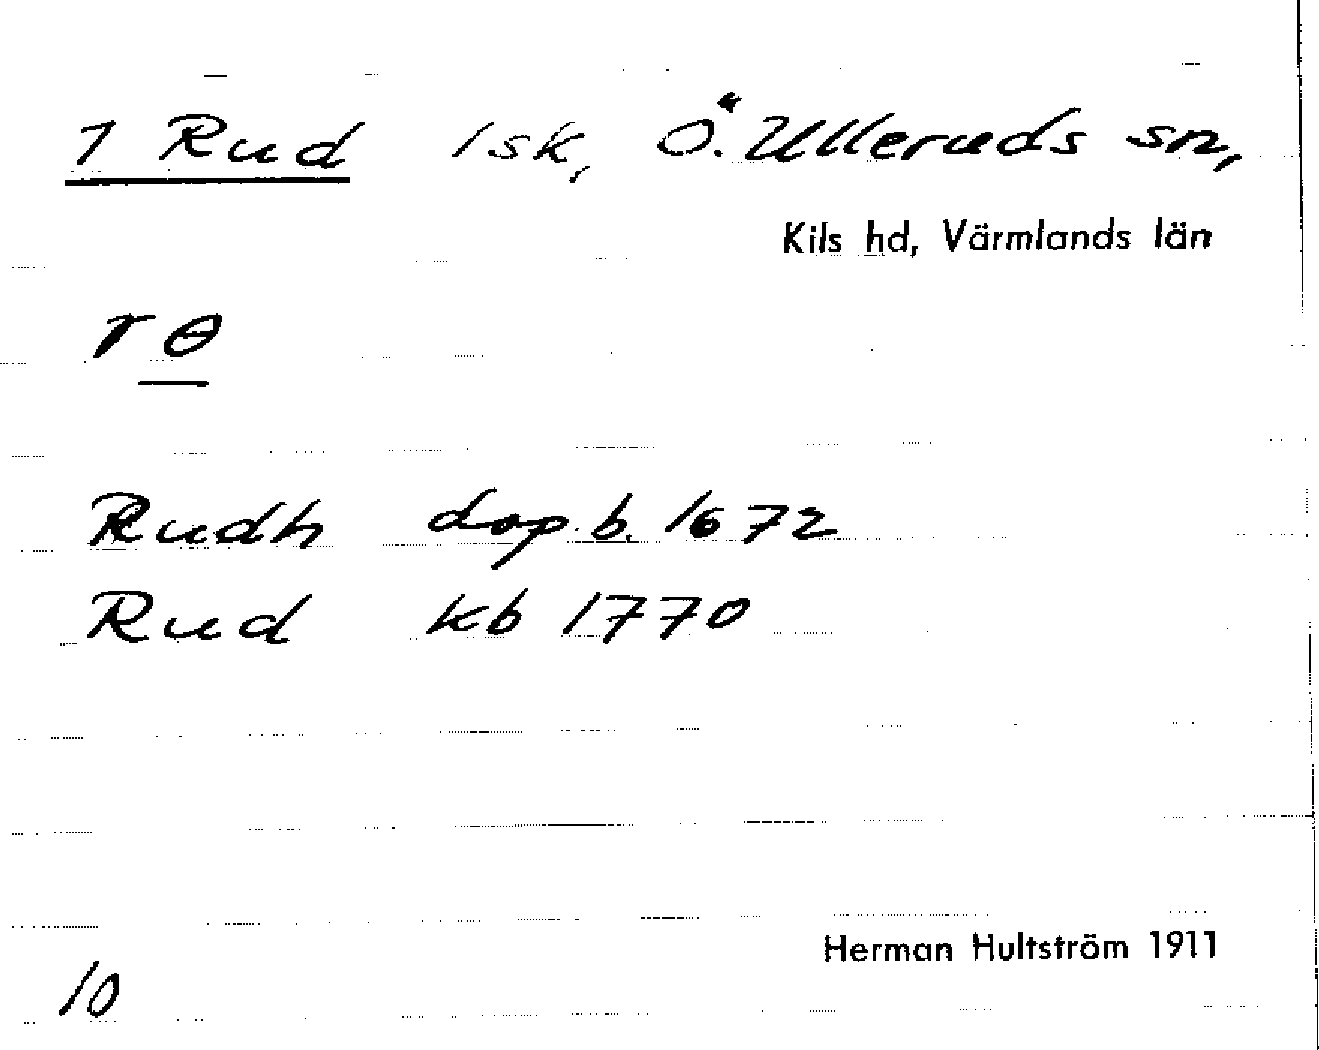 1 Rud 1sk, Ö. Ulleruds sn,
Kils hd, Värmlands län
r θ
Rudh dop.b. 1672
Rud kb 1770
Herman Hultström 1911
10